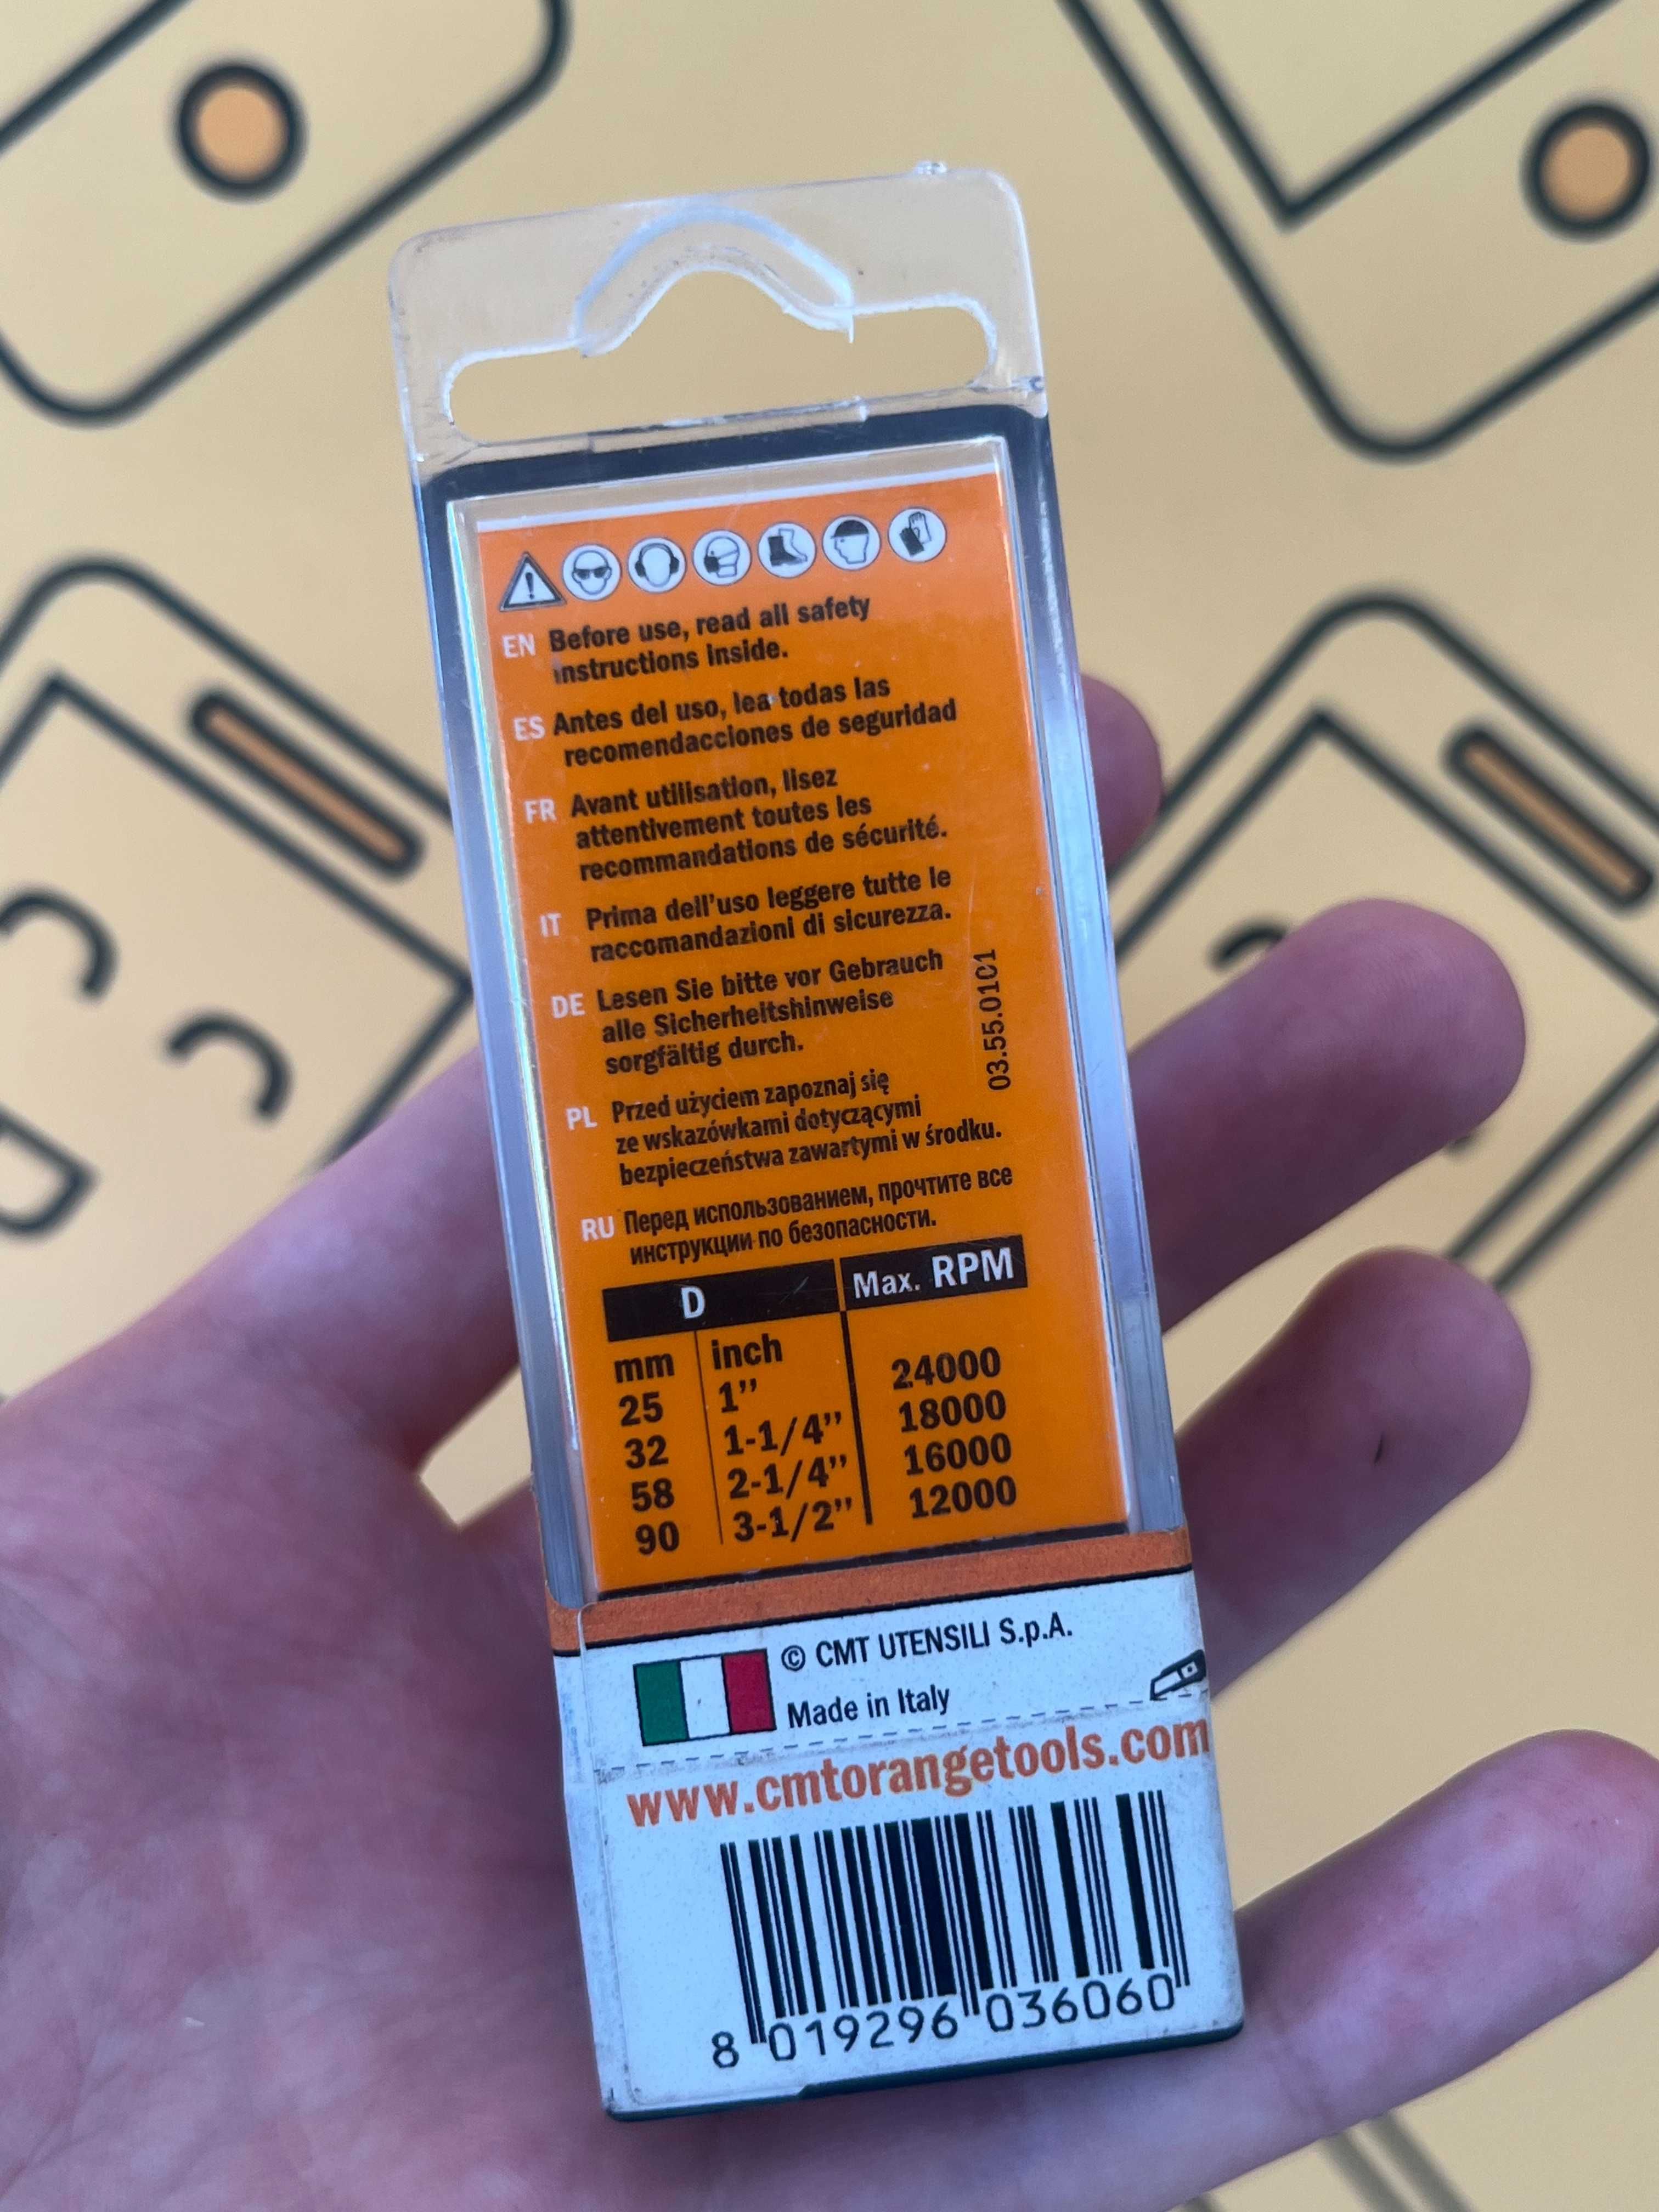 EN Before use, read all safety
instructions inside.
ES Antes del uso, lea todas las
recomendacciones de seguridad
FR Avant utilisation, lisez
attentivement toutes les
recommandations de sécurité.
IT Prima dell'uso leggere tutte le
raccomandazioni di sicurezza.
DE Lesen Sie bitte vor Gebrauch
alle Sicherheitshinweise
sorgfältig durch.
03.55.0101
PL Przed użyciem zapoznaj się
ze wskazówkami dotyczącymi
bezpieczeństwa zawartymi w środku.
RU Перед использованием, прочтите все
инструкции по безопасности.
D Max. RPM
mm inch
25 1” 24000
32 1-1/4” 18000
58 2-1/4” 16000
90 3-1/2” 12000
© CMT UTENSILI S.p.A.
Made in Italy
www.cmtorangetools.com
8 019296 036060